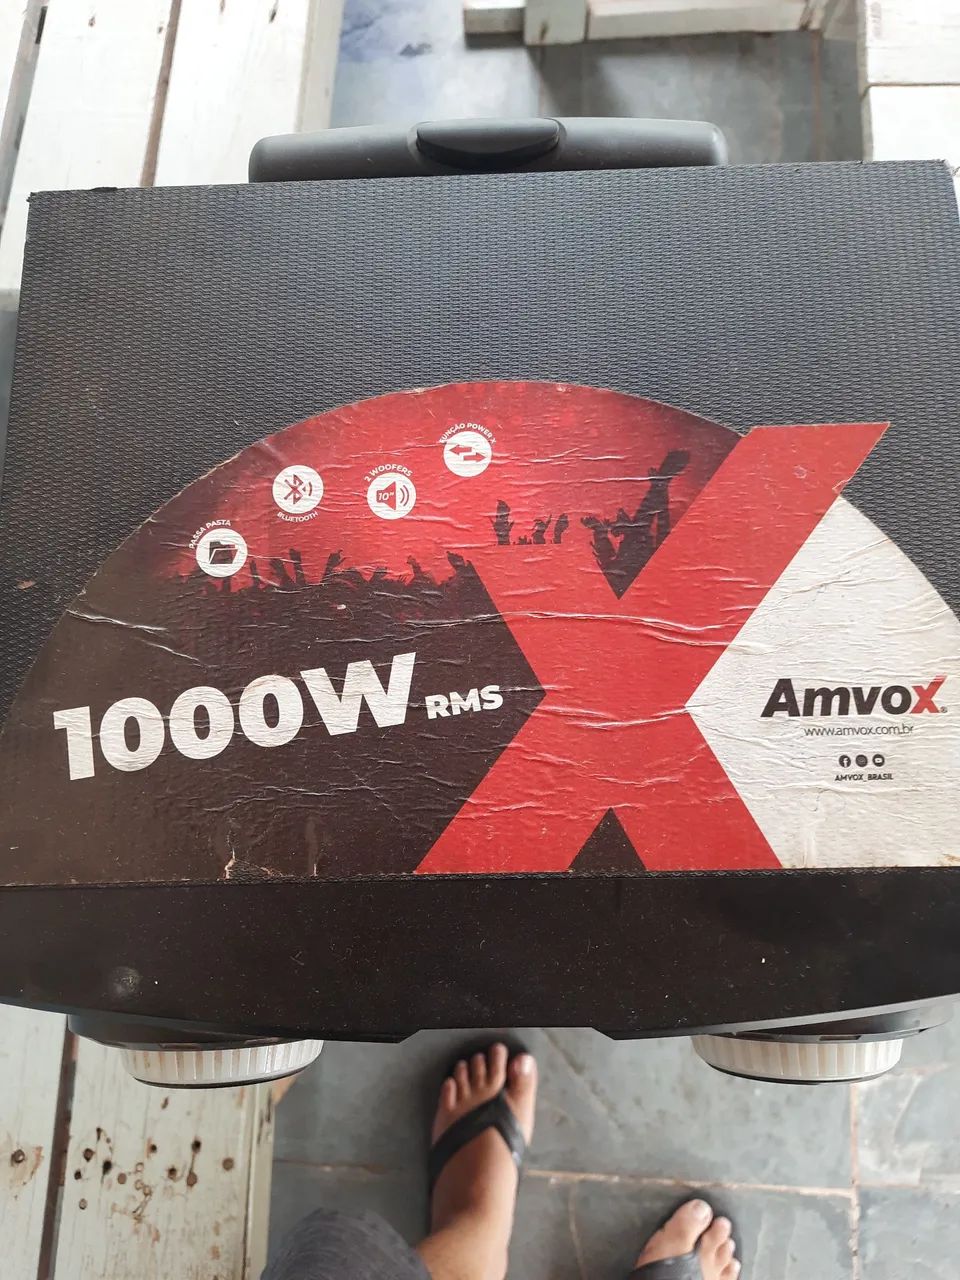 FUNÇÃO POWER X
2 WOOFERS
10"
BLUETOOTH
PASSA PASTA
1000W RMS
X
Amvox®
www.amvox.com.br
AMVOX_BRASIL